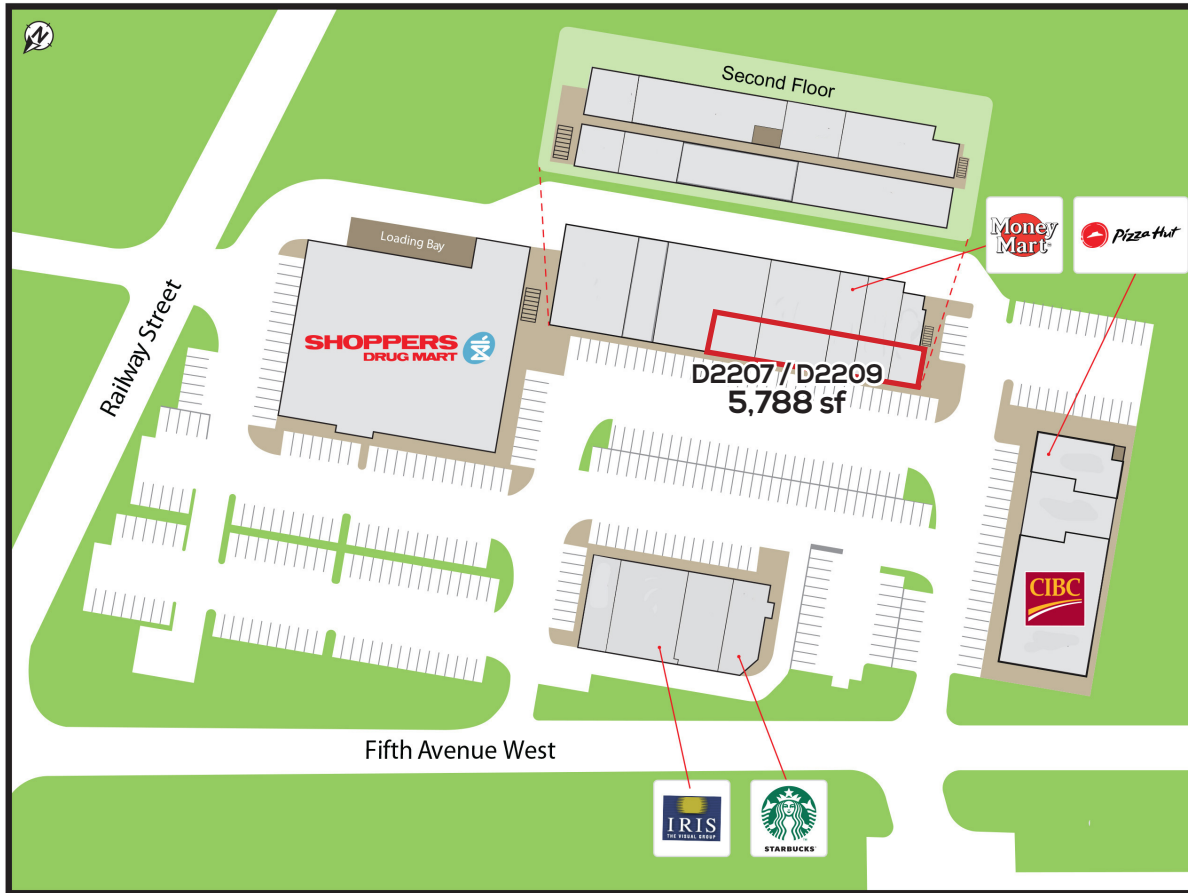 N
Second Floor
Money
Mart
Pizza Hut
Loading Bay
Railway Street
SHOPPERS
DRUG MART
D2207 / D2209
5,788 sf
CIBC
Fifth Avenue West
IRIS
THE VISUAL GROUP
STARBUCKS